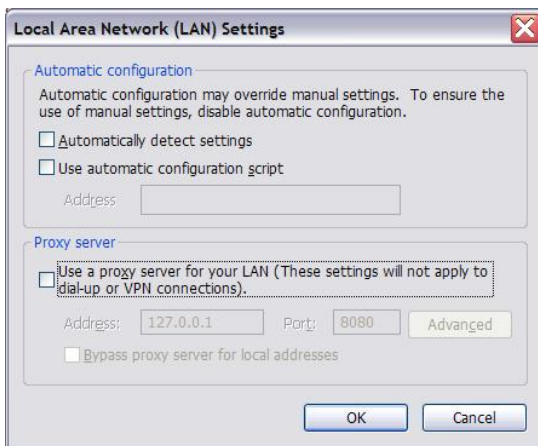 Local Area Network (LAN) Settings
Automatic configuration
Automatic configuration may override manual settings. To ensure the
use of manual settings, disable automatic configuration.
Automatically detect settings
Use automatic configuration script
Address
Proxy server
Use a proxy server for your LAN (These settings will not apply to
dial-up or VPN connections).
Address: 127.0.0.1 Port: 8080 Advanced
Bypass proxy server for local addresses
OK Cancel